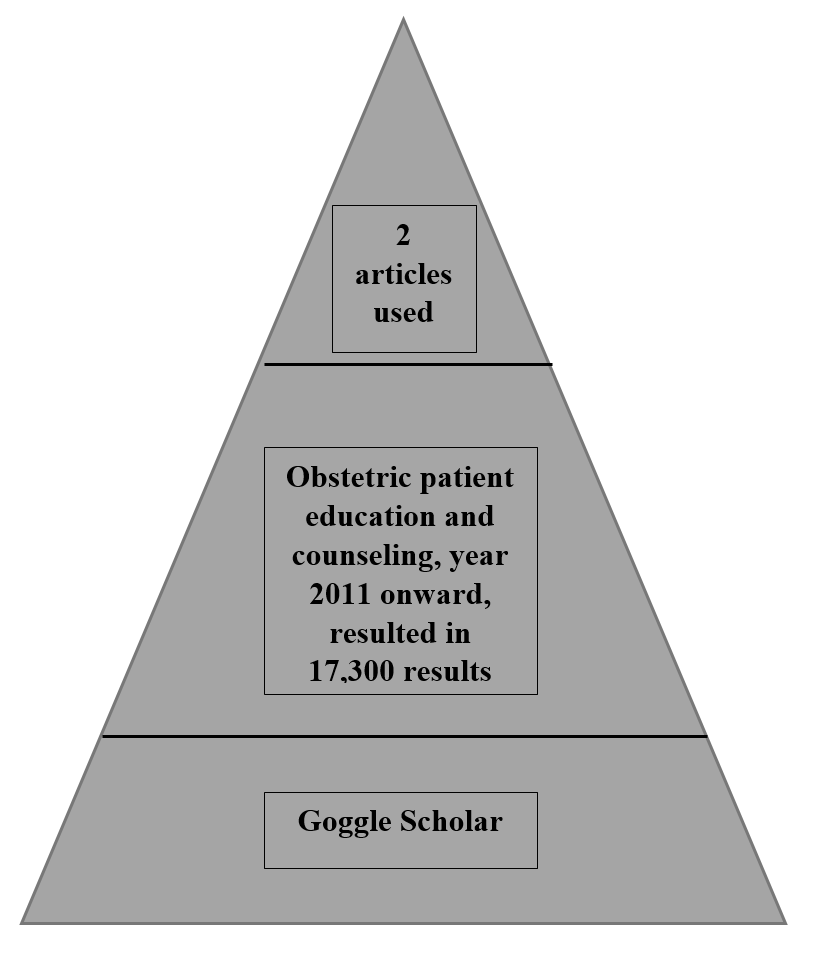 2
articles
used
Obstetric patient
education and
counseling, year
2011 onward,
resulted in
17,300 results
Goggle Scholar